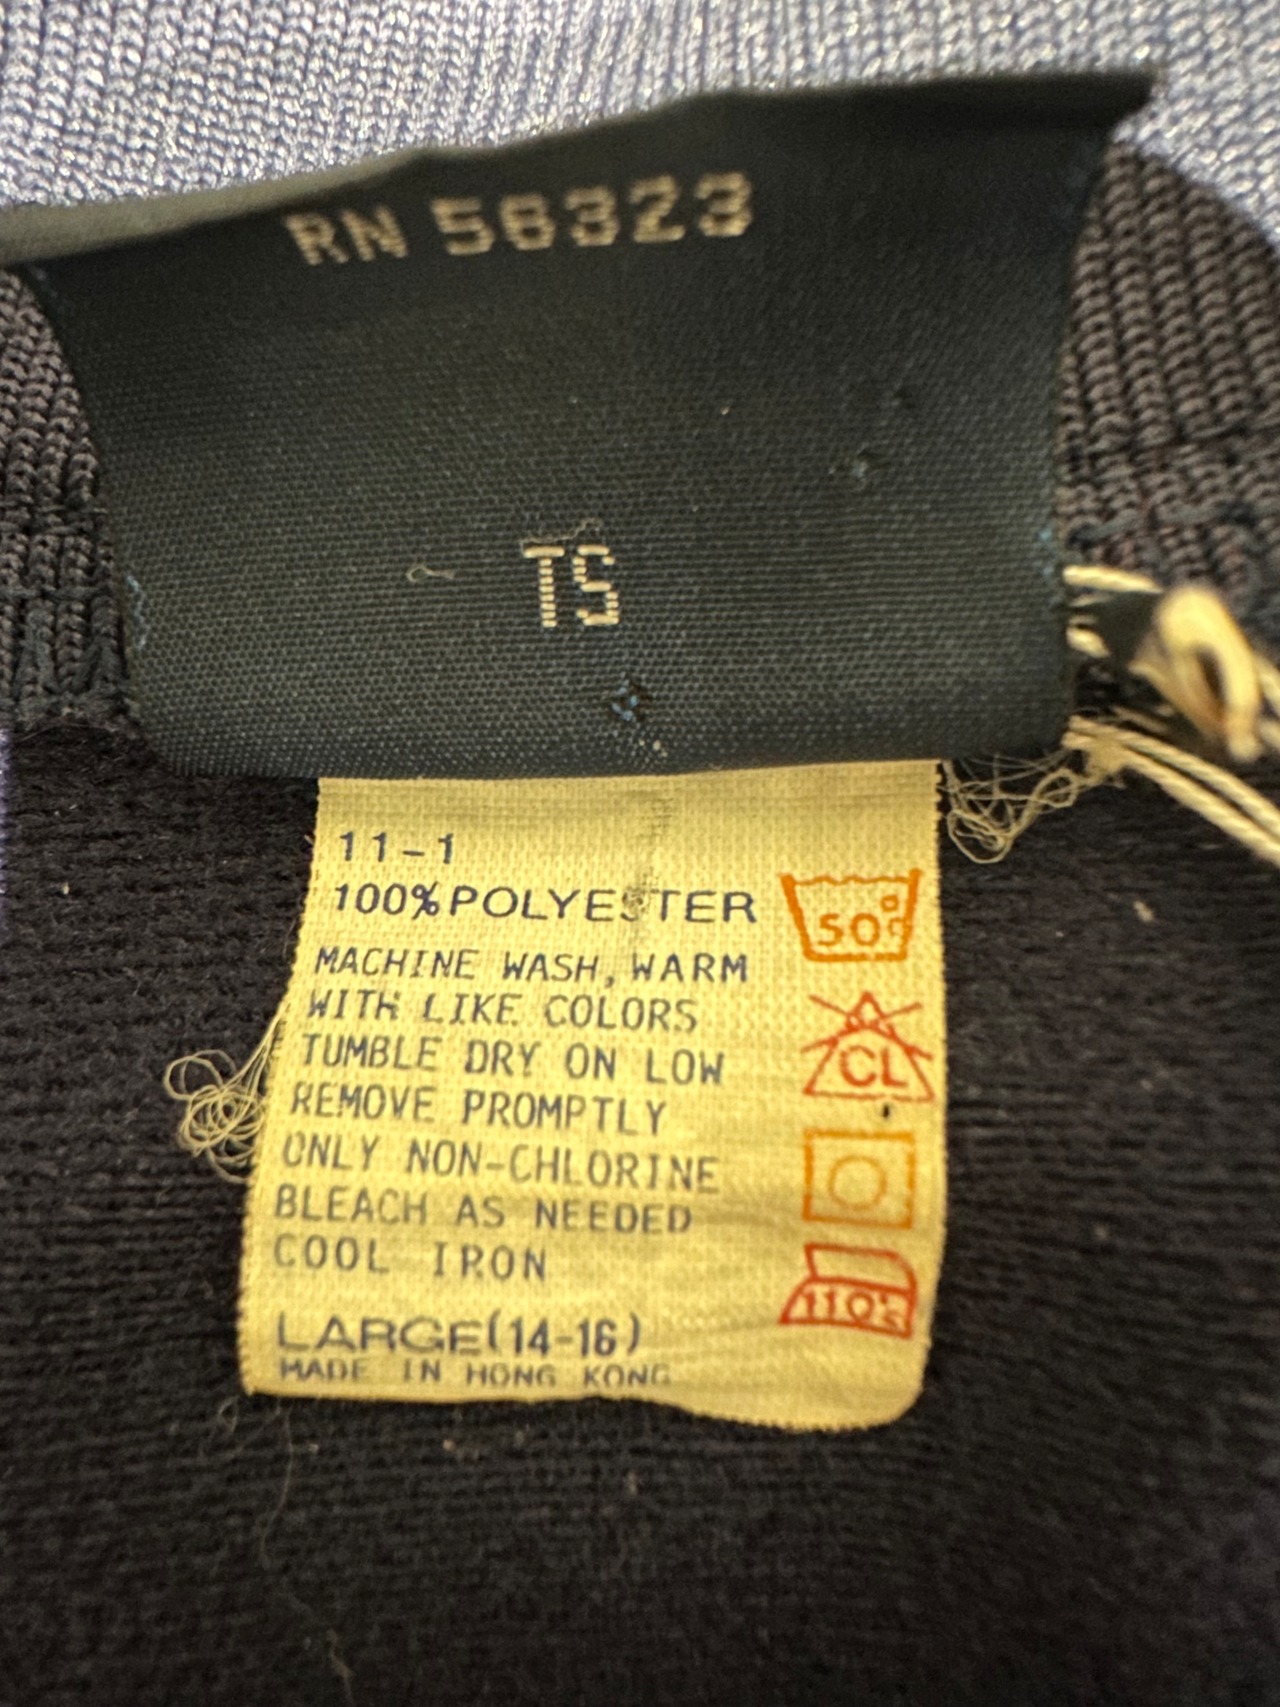 RN 56323
TS
11-1
100% POLYESTER
MACHINE WASH, WARM
WITH LIKE COLORS
TUMBLE DRY ON LOW
REMOVE PROMPTLY
ONLY NON-CHLORINE
BLEACH AS NEEDED
COOL IRON
LARGE (14-16)
MADE IN HONG KONG
50°C
CL
110°c